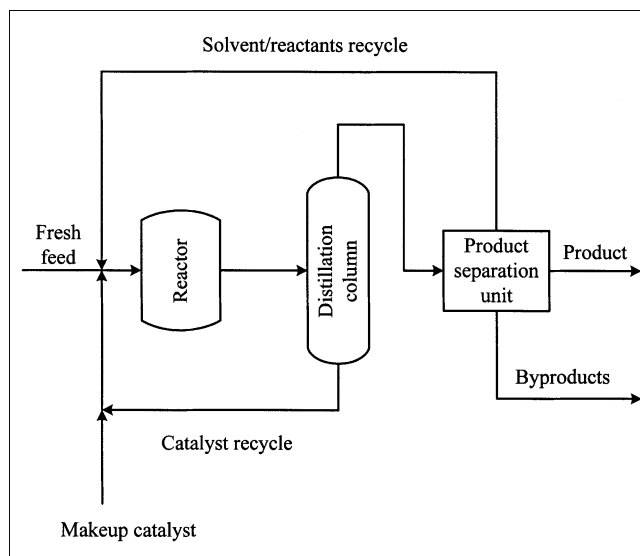 Solvent/reactants recycle
Fresh
feed
Reactor
Distillation
column
Product
separation
unit
Product
Byproducts
Catalyst recycle
Makeup catalyst